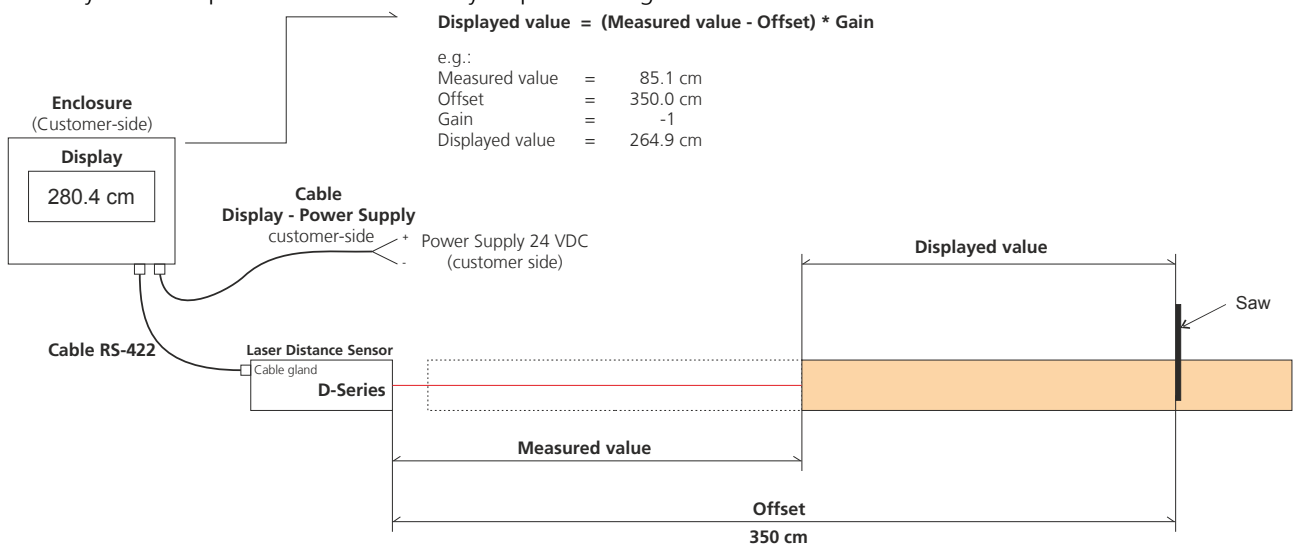 Displayed value = (Measured value - Offset) * Gain
e.g.:
Measured value = 85.1 cm
Offset = 350.0 cm
Gain = -1
Displayed value = 264.9 cm
Enclosure
(Customer-side)
Display
280.4 cm
Cable
Display - Power Supply
customer-side
+
-
Power Supply 24 VDC
(customer side)
Displayed value
Saw
Cable RS-422
Laser Distance Sensor
Cable gland
D-Series
Measured value
Offset
350 cm